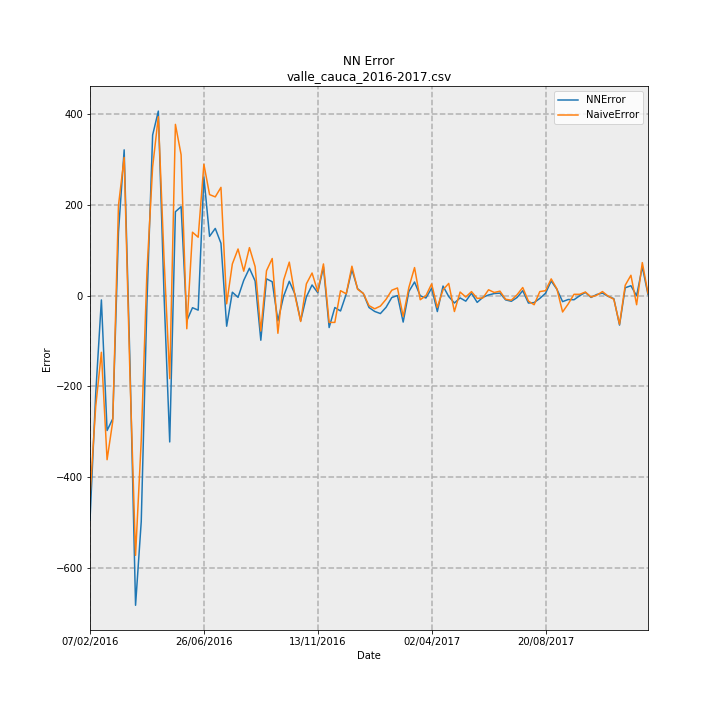 NN Error
valle_cauca_2016-2017.csv
NNError
NaiveError
400
200
0
−200
−400
−600
Error
07/02/2016
26/06/2016
13/11/2016
02/04/2017
20/08/2017
Date